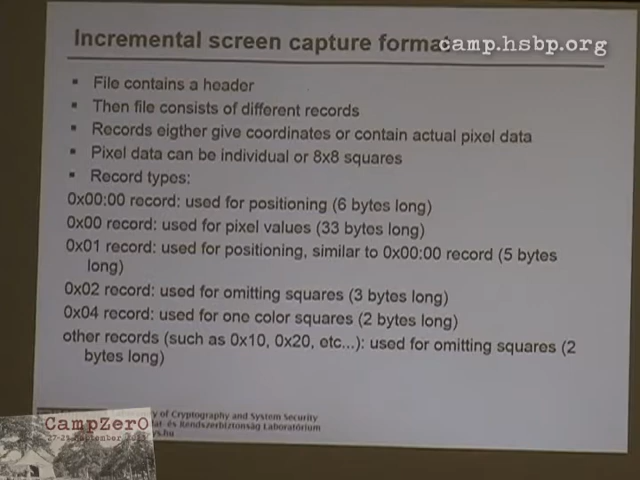 Incremental screen capture format
camp.hsbp.org
▪ File contains a header
▪ Then file consists of different records
▪ Records eigther give coordinates or contain actual pixel data
▪ Pixel data can be individual or 8x8 squares
▪ Record types:
0x00:00 record: used for positioning (6 bytes long)
0x00 record: used for pixel values (33 bytes long)
0x01 record: used for positioning, similar to 0x00:00 record (5 bytes
long)
0x02 record: used for omitting squares (3 bytes long)
0x04 record: used for one color squares (2 bytes long)
other records (such as 0x10, 0x20, etc...): used for omitting squares (2
bytes long)
of Cryptography and System Security
és Rendszerbiztonság Laboratórium
CampZer0
September